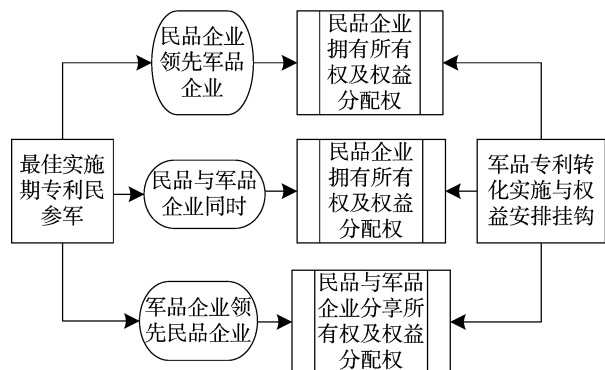 民品企业
领先军品
企业
民品企业
拥有所有
权及权益
分配权
最佳实施
期专利民
参军
民品与军品
企业同时
民品企业
拥有所有
权及权益
分配权
军品专利转
化实施与权
益安排挂钩
军品企业领
先民品企业
民品与军品
企业分享所
有权及权益
分配权